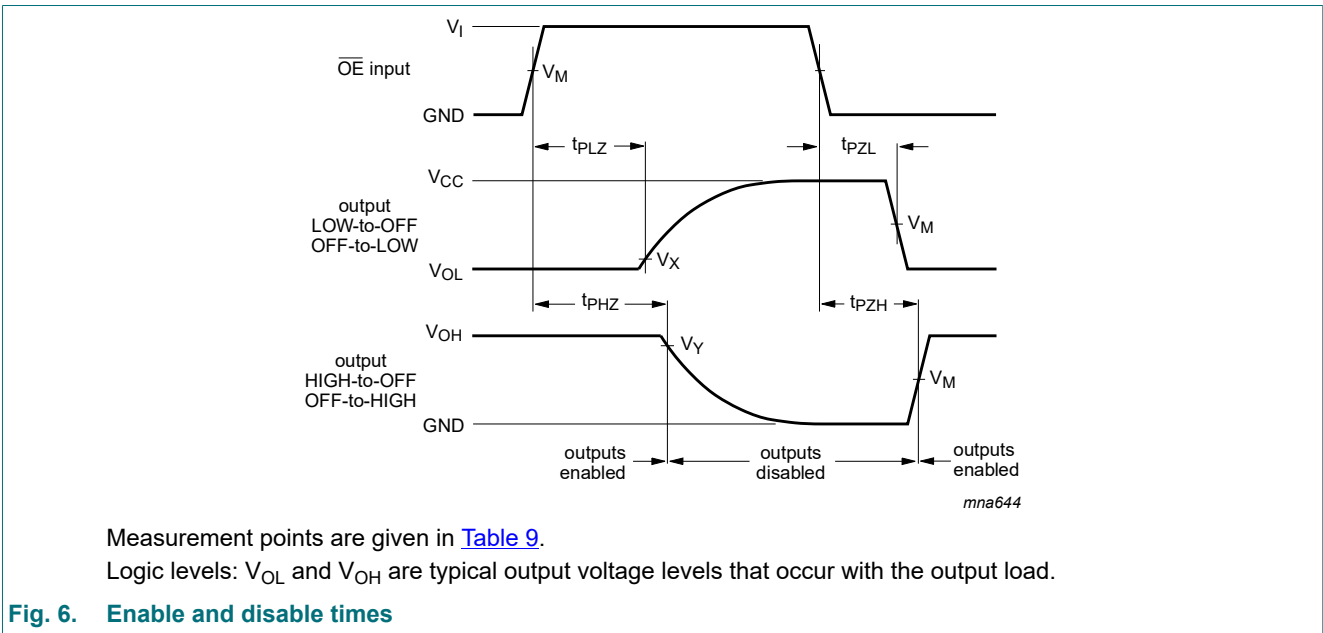 V_I
OE input
V_M
GND
t_PLZ
t_PZL
V_CC
output
LOW-to-OFF
OFF-to-LOW
V_M
V_X
V_OL
t_PHZ
t_PZH
V_OH
V_Y
output
HIGH-to-OFF
OFF-to-HIGH
V_M
GND
outputs
enabled
outputs
disabled
outputs
enabled
mna644
Measurement points are given in Table 9.
Logic levels: V_OL and V_OH are typical output voltage levels that occur with the output load.
Fig. 6. Enable and disable times